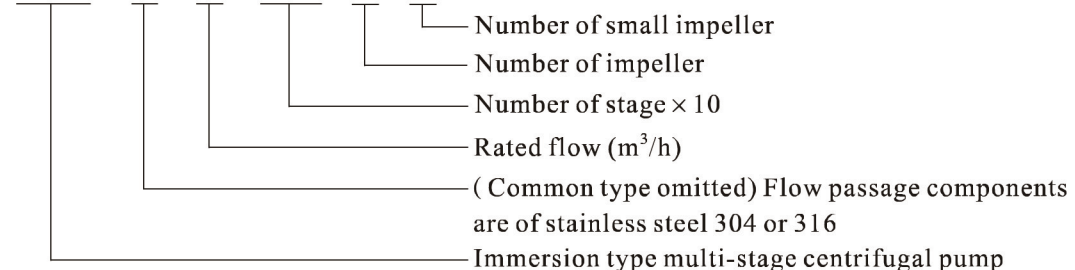 Number of small impeller
Number of impeller
Number of stage × 10
Rated flow (m³/h)
( Common type omitted) Flow passage components
are of stainless steel 304 or 316
Immersion type multi-stage centrifugal pump